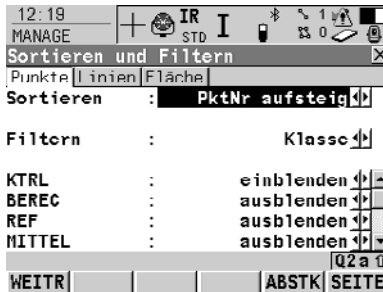 12:19
MANAGE
IR
STD
I
1
0
Sortieren und Filtern X
Punkte Linien Fläche
Sortieren : PktNr aufsteig
Filtern : Klasse
KTRL : einblenden
BEREC : ausblenden
REF : ausblenden
MITTEL : ausblenden
Q2a
WEITR ABSTK SEITE